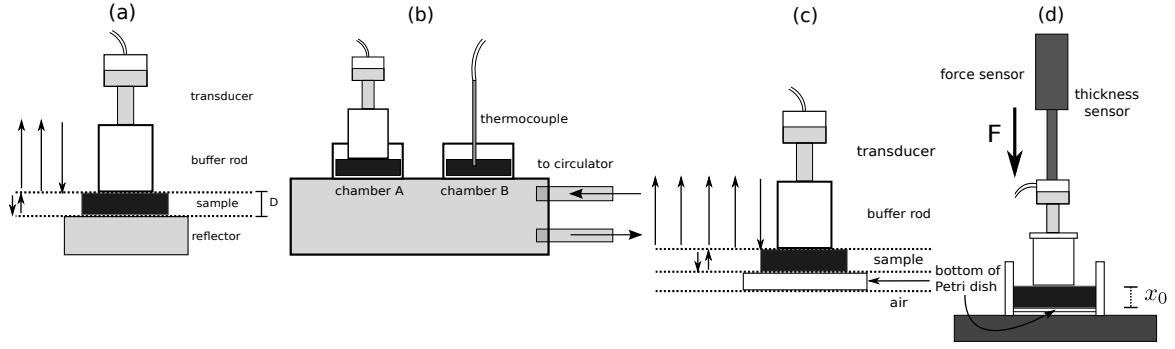 (a)
transducer
buffer rod
sample
D
reflector
(b)
thermocouple
to circulator
chamber A
chamber B
(c)
transducer
buffer rod
sample
bottom of
Petri dish
air
(d)
force sensor
thickness
sensor
F
x0